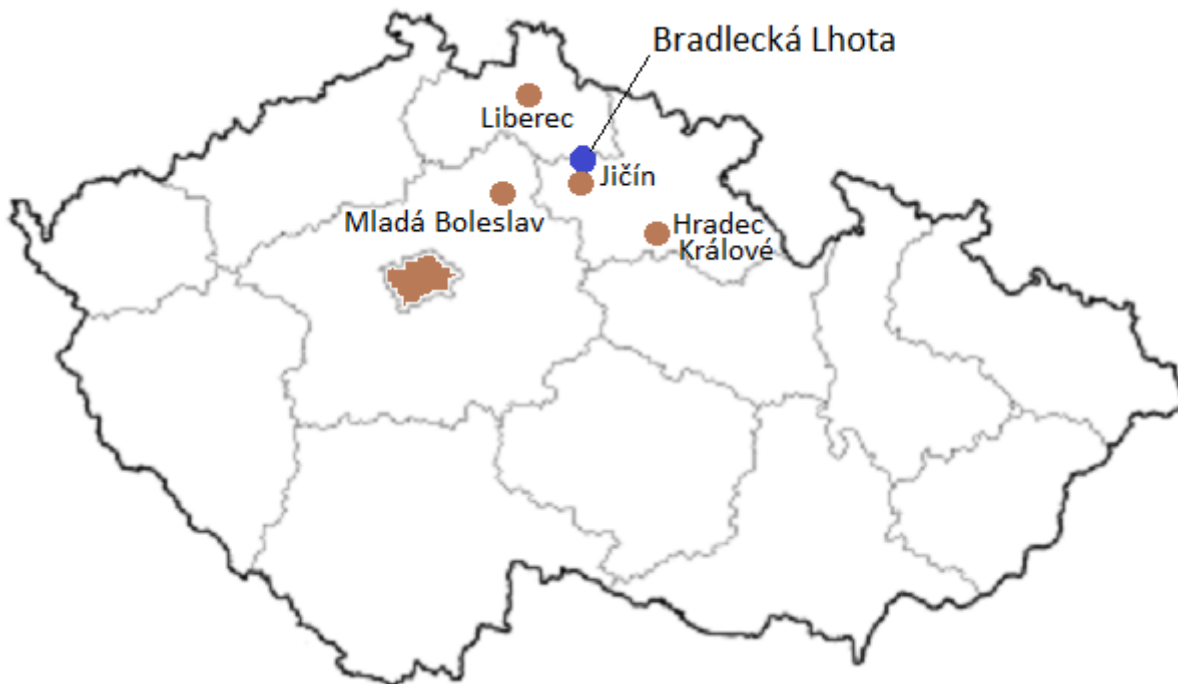 Bradlecká Lhota
Liberec
Jičín
Mladá Boleslav
Hradec
Králové